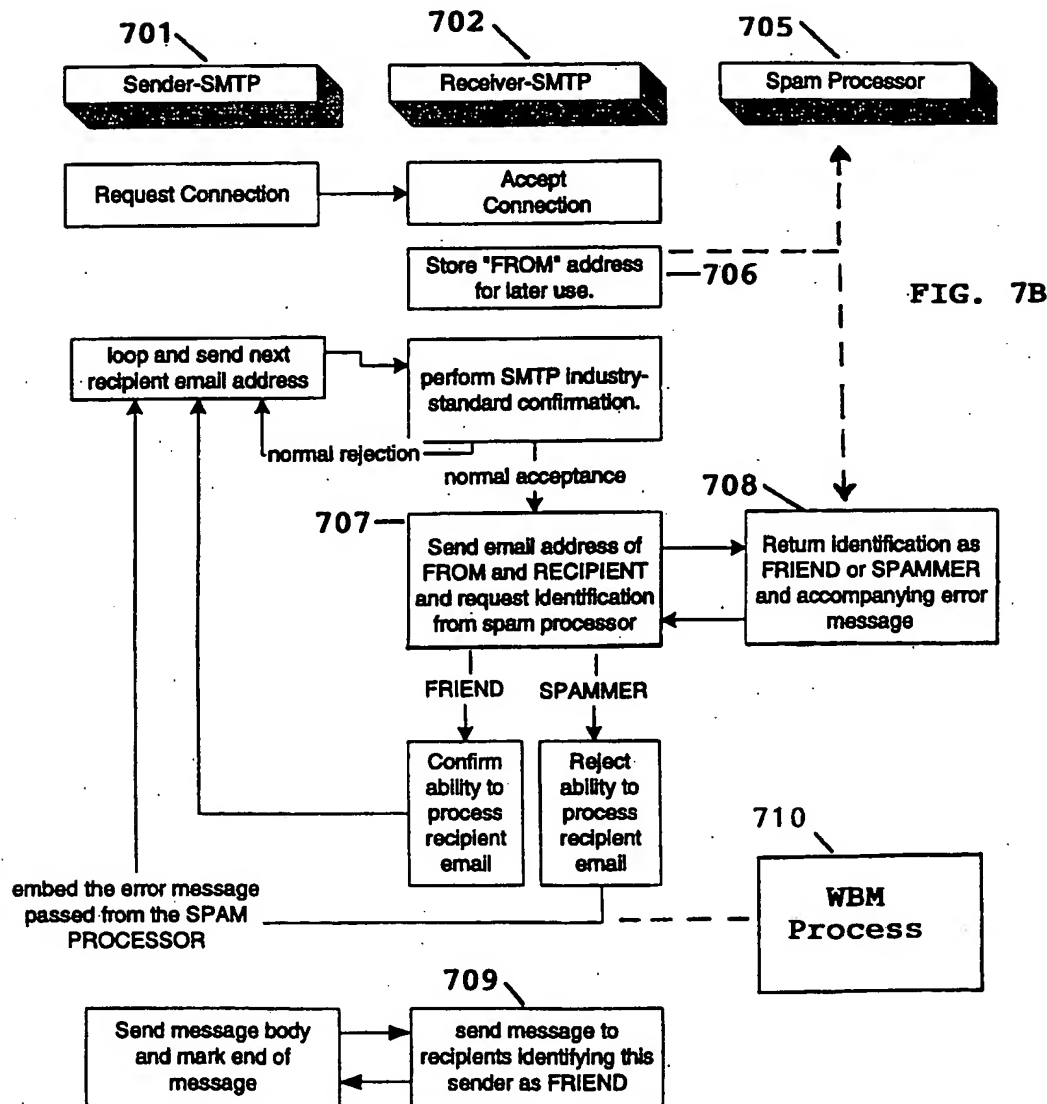 701
702
705
Sender-SMTP
Receiver-SMTP
Spam Processor
Request Connection
Accept
Connection
Store "FROM" address
for later use.
706
FIG. 7B
loop and send next
recipient email address
perform SMTP industry-
standard confirmation.
normal rejection
normal acceptance
707
708
Send email address of
FROM and RECIPIENT
and request identification
from spam processor
Return identification as
FRIEND or SPAMMER
and accompanying error
message
FRIEND
SPAMMER
Confirm
ability to
process
recipient
email
Reject
ability to
process
recipient
email
710
WBM
Process
embed the error message
passed from the SPAM
PROCESSOR
709
Send message body
and mark end of
message
send message to
recipients identifying this
sender as FRIEND